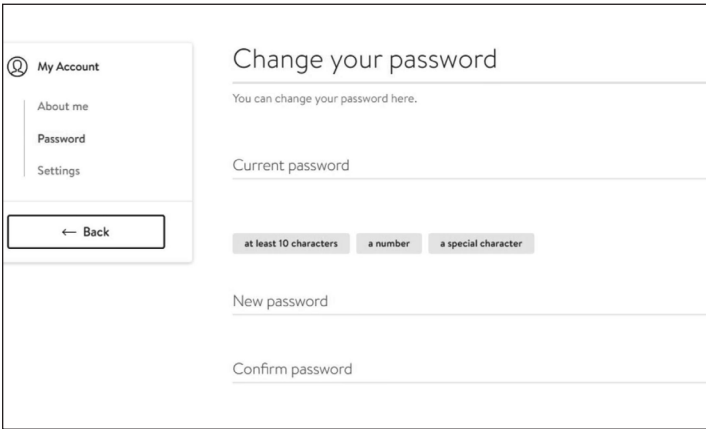 My Account
About me
Password
Settings
← Back
Change your password
You can change your password here.
Current password
at least 10 characters a number a special character
New password
Confirm password